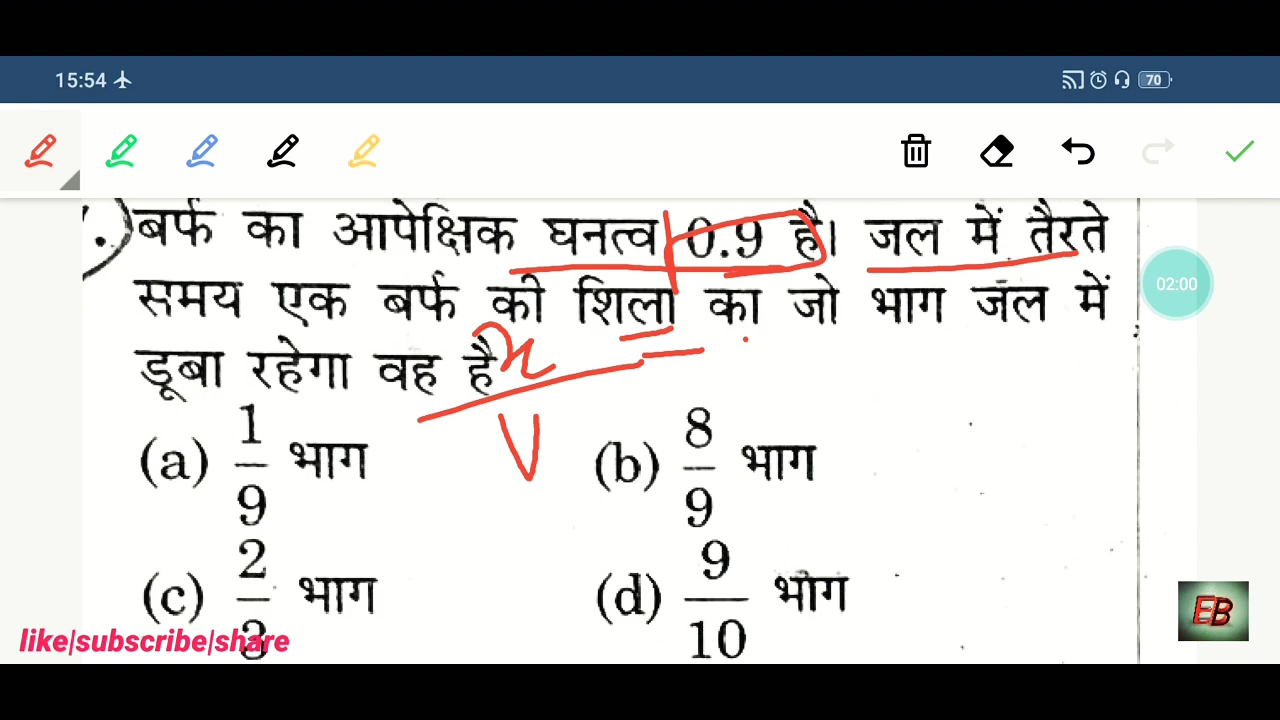 15:54
70
बर्फ का आपेक्षिक घनत्व 0.9 है। जल में तैरते
02:00
समय एक बर्फ की शिला का जो भाग जल में
डूबा रहेगा वह है
x =
V
(a) 1/9 भाग (b) 8/9 भाग
(c) 2/3 भाग (d) 9/10 भाग
like|subscribe|share
EB